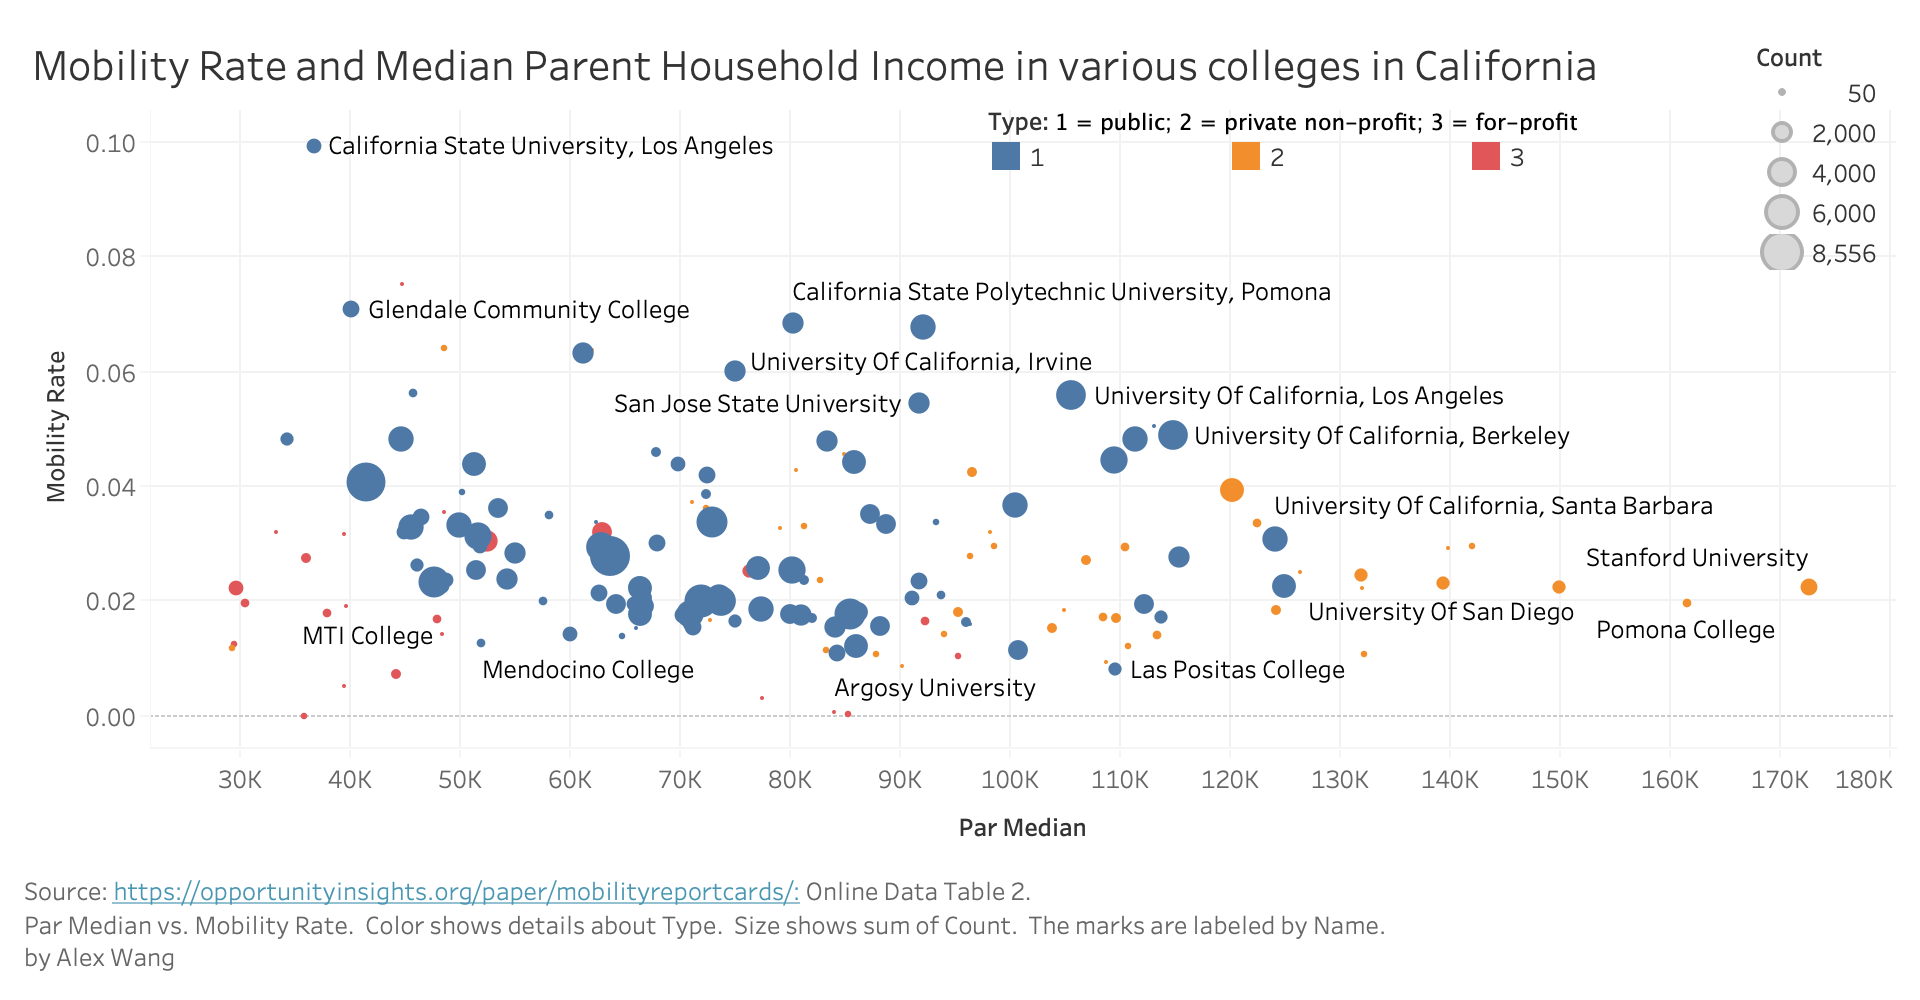 Mobility Rate and Median Parent Household Income in various colleges in California
Count
50
2,000
4,000
6,000
8,556
Type: 1 = public; 2 = private non-profit; 3 = for-profit
1 2 3
Mobility Rate
0.10
0.08
0.06
0.04
0.02
0.00
California State University, Los Angeles
California State Polytechnic University, Pomona
Glendale Community College
University Of California, Irvine
San Jose State University
University Of California, Los Angeles
University Of California, Berkeley
University Of California, Santa Barbara
Stanford University
University Of San Diego
Pomona College
MTI College
Mendocino College
Las Positas College
Argosy University
30K 40K 50K 60K 70K 80K 90K 100K 110K 120K 130K 140K 150K 160K 170K 180K
Par Median
Source: https://opportunityinsights.org/paper/mobilityreportcards/: Online Data Table 2.
Par Median vs. Mobility Rate. Color shows details about Type. Size shows sum of Count. The marks are labeled by Name.
by Alex Wang